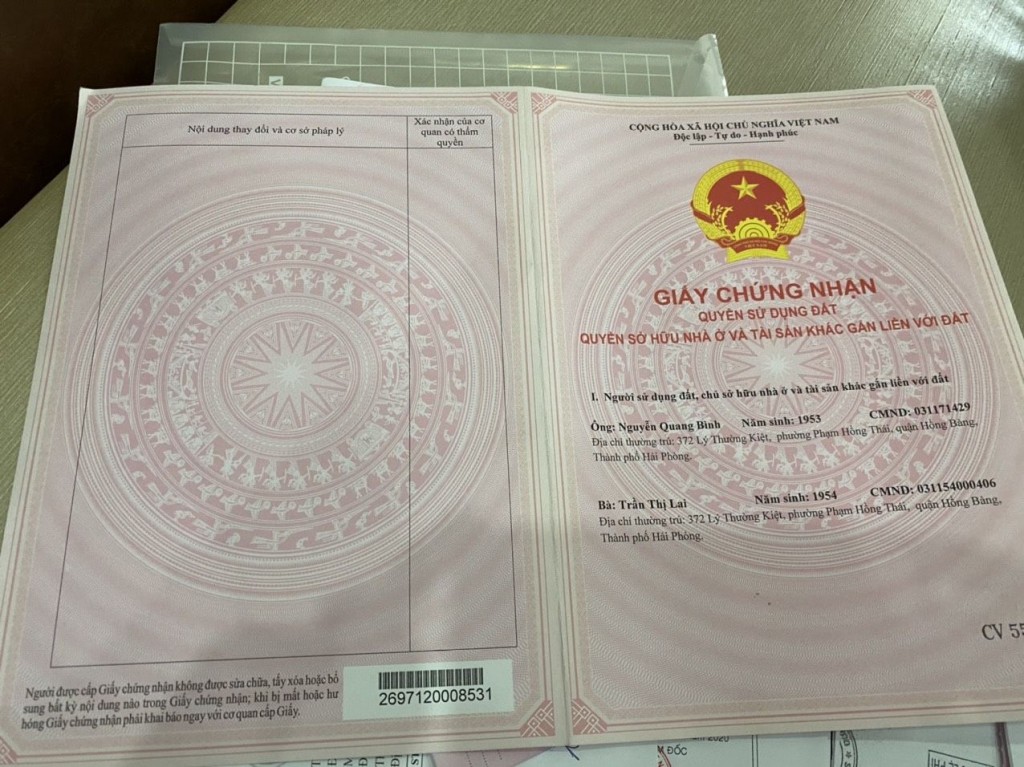 Nội dung thay đổi và cơ sở pháp lý
Xác nhận của cơ
quan có thẩm
quyền
Người được cấp Giấy chứng nhận không được sửa chữa, tẩy xóa hoặc bổ
sung bất kỳ nội dung nào trong Giấy chứng nhận; khi bị mất hoặc hư
hỏng Giấy chứng nhận phải khai báo ngay với cơ quan cấp Giấy.
2697120008531
CỘNG HÒA XÃ HỘI CHỦ NGHĨA VIỆT NAM
Độc lập - Tự do - Hạnh phúc
GIẤY CHỨNG NHẬN
QUYỀN SỬ DỤNG ĐẤT
QUYỀN SỞ HỮU NHÀ Ở VÀ TÀI SẢN KHÁC GẮN LIỀN VỚI ĐẤT
I. Người sử dụng đất, chủ sở hữu nhà ở và tài sản khác gắn liền với đất
Ông: Nguyễn Quang Bình Năm sinh: 1953 CMND: 031171429
Địa chỉ thường trú: 372 Lý Thường Kiệt, phường Phạm Hồng Thái, quận Hồng Bàng,
Thành phố Hải Phòng.
Bà: Trần Thị Lai Năm sinh: 1954 CMND: 031154000406
Địa chỉ thường trú: 372 Lý Thường Kiệt, phường Phạm Hồng Thái, quận Hồng Bàng,
Thành phố Hải Phòng.
CV 55
M ĐỐC